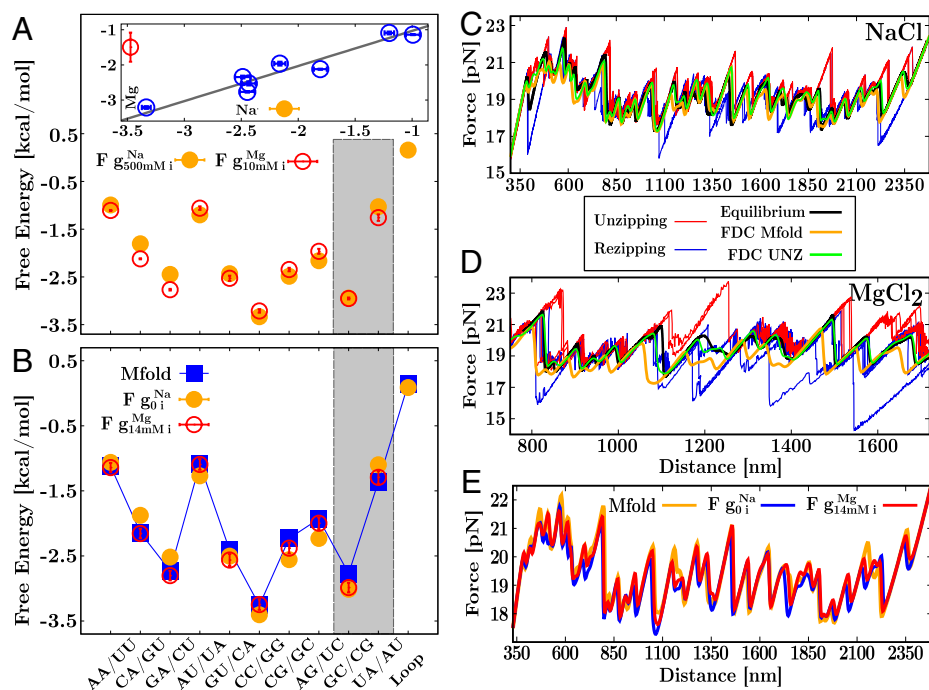 A
-1
-2
-3
Mg
Na
-3.5
-3
-2.5
-2
-1.5
-1
Free Energy [kcal/mol]
0.5
-0.5
-1.5
-2.5
-3.5
F g Na 500mM i
F g Mg 10mM i
B
Free Energy [kcal/mol]
0.5
-0.5
-1.5
-2.5
-3.5
Mfold
F g Na 0 i
F g Mg 14mM i
AA/UU
CA/GU
GA/CU
AU/UA
GU/CA
CC/GG
CG/GC
AG/UC
GC/CG
UA/AU
Loop
C
NaCl
Force [pN]
23
21
19
17
15
350
600
850
1100
1350
1600
1850
2100
2350
Unzipping
Rezipping
Equilibrium
FDC Mfold
FDC UNZ
D
MgCl2
Force [pN]
23
21
19
17
15
800
1000
1200
1400
1600
Distance [nm]
E
Mfold
F g Na 0 i
F g Mg 14mM i
Force [pN]
22
21
20
19
18
350
600
850
1100
1350
1600
1850
2100
2350
Distance [nm]